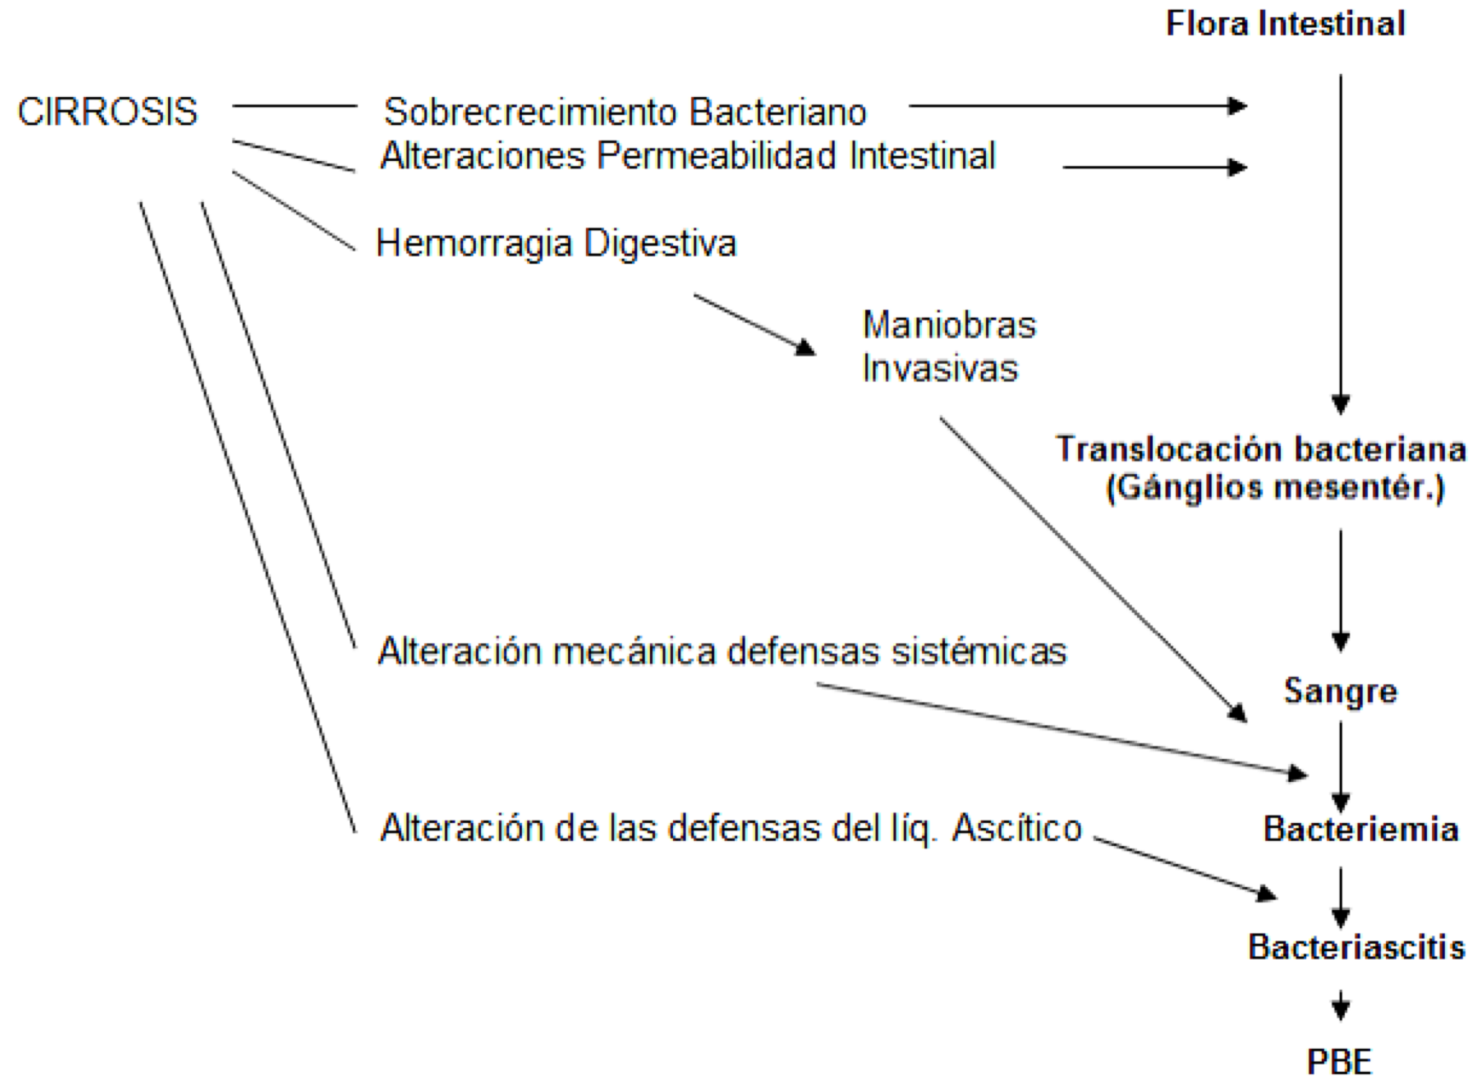 Flora Intestinal
CIRROSIS
Sobrecrecimiento Bacteriano
Alteraciones Permeabilidad Intestinal
Hemorragia Digestiva
Maniobras
Invasivas
Translocación bacteriana
(Gánglios mesentér.)
Alteración mecánica defensas sistémicas
Sangre
Alteración de las defensas del líq. Ascítico
Bacteriemia
Bacteriascitis
PBE